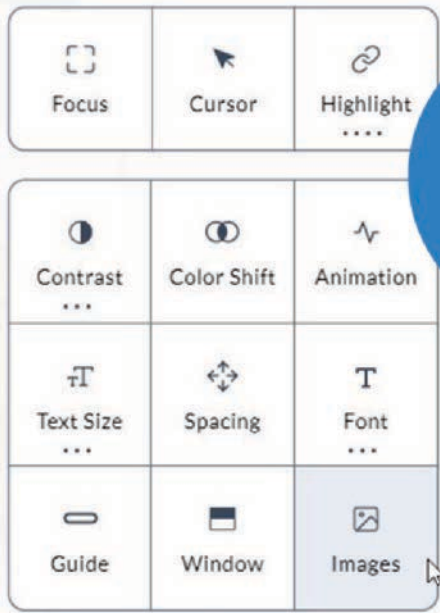 Focus Cursor Highlight
Contrast Color Shift Animation
Text Size Spacing Font
Guide Window Images